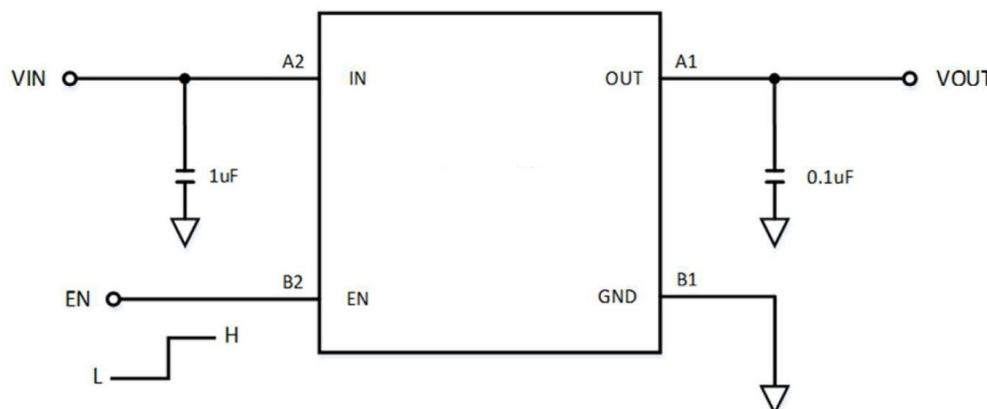 A2
A1
VIN
IN
OUT
VOUT
1uF
0.1uF
B2
B1
EN
EN
GND
H
L